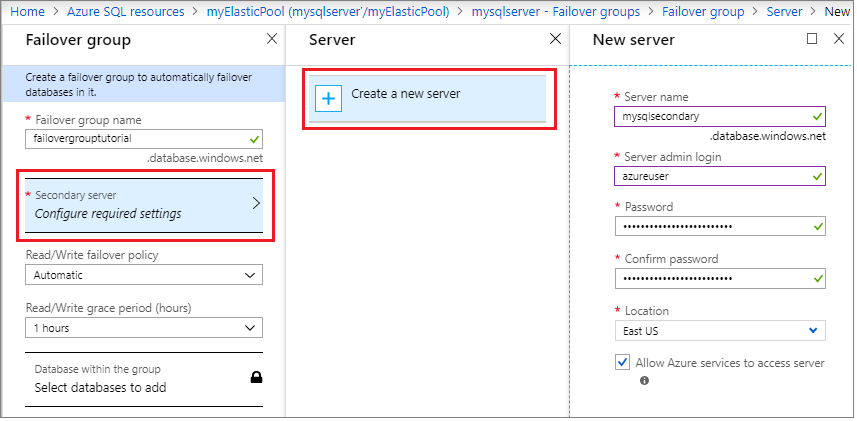 Home > Azure SQL resources > myElasticPool (mysqlserver'/myElasticPool) > mysqlserver - Failover groups > Failover group > Server > New
Failover group
Create a failover group to automatically failover
databases in it.
* Failover group name
failovergrouptutorial
.database.windows.net
* Secondary server
Configure required settings
Read/Write failover policy
Automatic
Read/Write grace period (hours)
1 hours
Database within the group
Select databases to add
Server
Create a new server
New server
* Server name
mysqlsecondary
.database.windows.net
* Server admin login
azureuser
* Password
* Confirm password
* Location
East US
Allow Azure services to access server